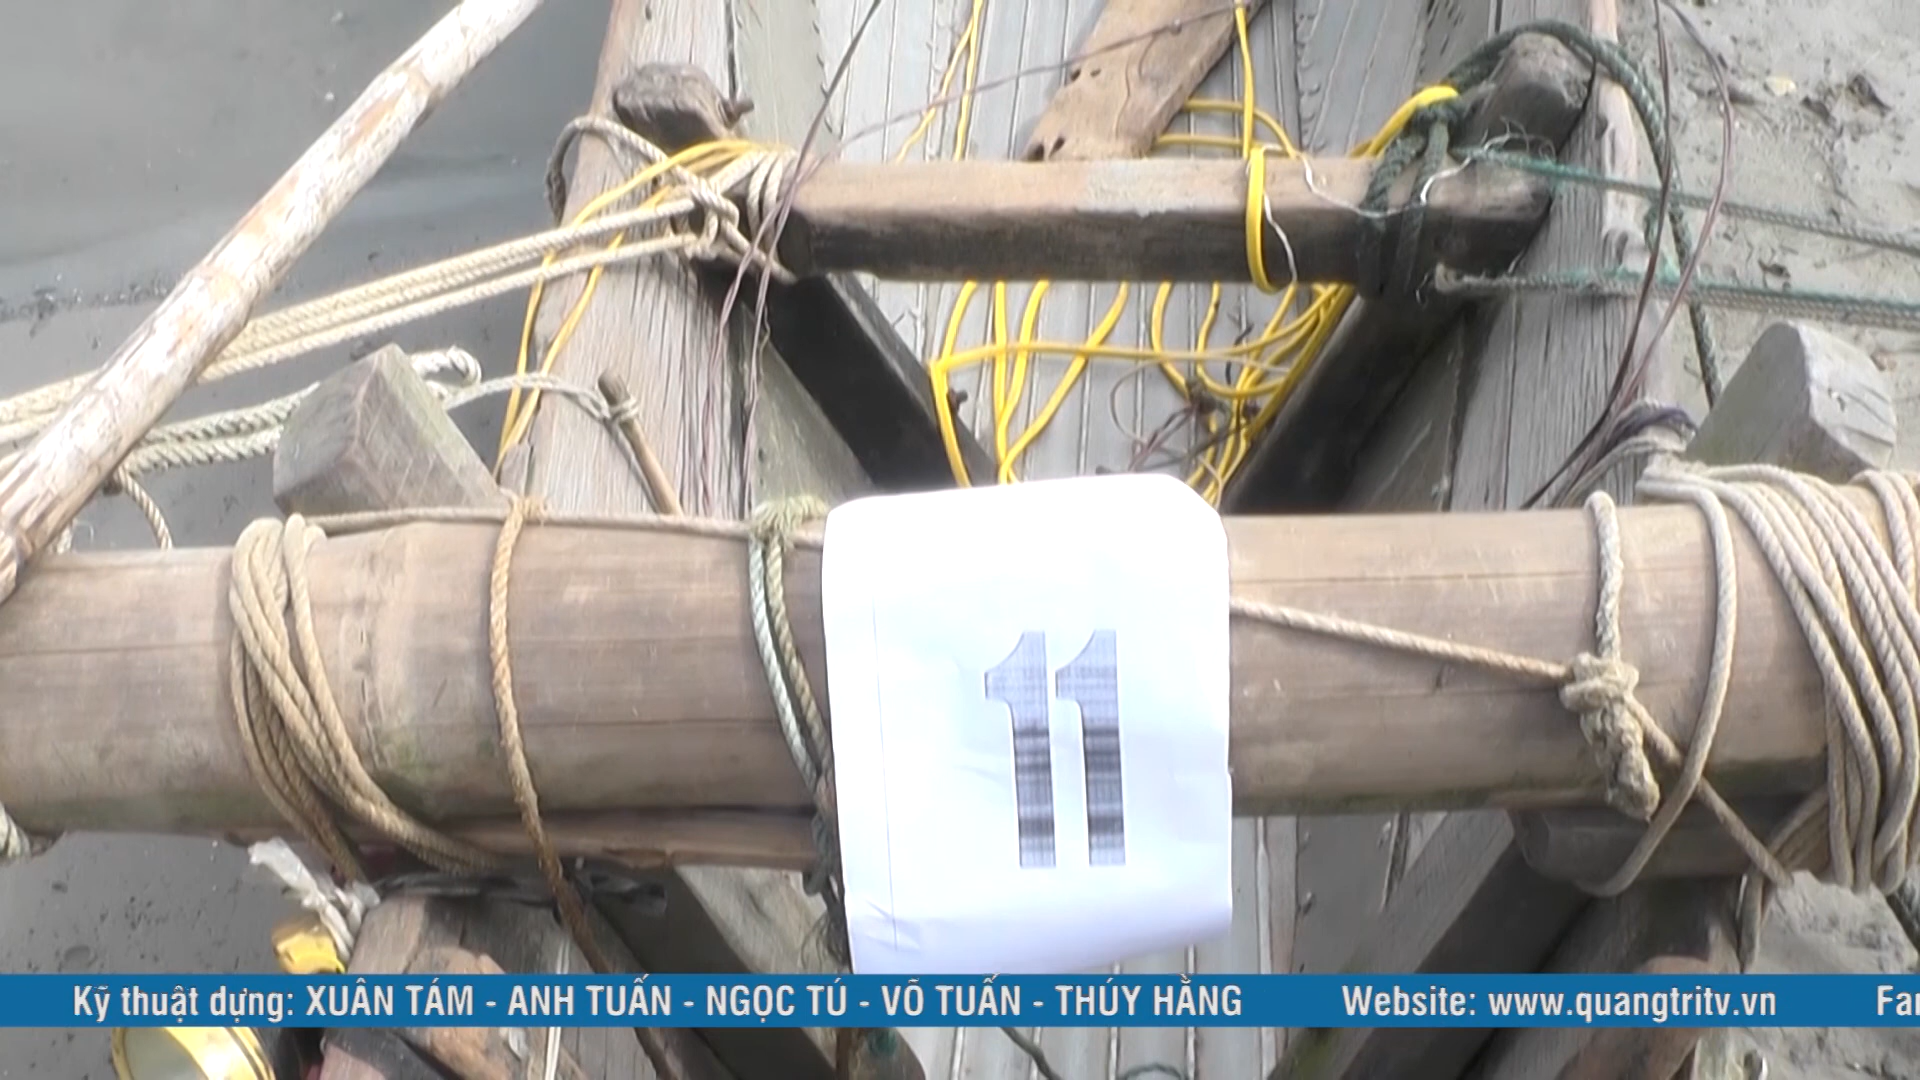 11
Kỹ thuật dựng: XUÂN TÁM - ANH TUẤN - NGỌC TÚ - VÕ TUẤN - THÚY HẰNG Website: www.quangtritv.vn